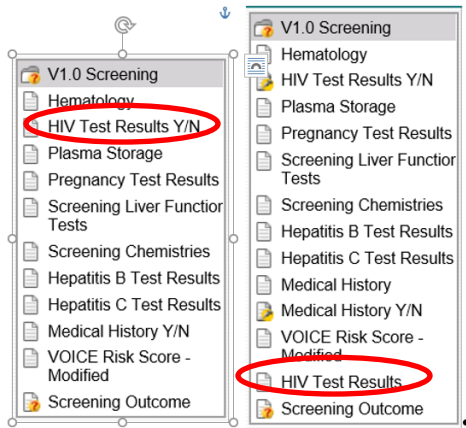 V1.0 Screening
Hematology
HIV Test Results Y/N
Plasma Storage
Pregnancy Test Results
Screening Liver Function
Tests
Screening Chemistries
Hepatitis B Test Results
Hepatitis C Test Results
Medical History Y/N
VOICE Risk Score -
Modified
Screening Outcome
V1.0 Screening
Hematology
HIV Test Results Y/N
Plasma Storage
Pregnancy Test Results
Screening Liver Function
Tests
Screening Chemistries
Hepatitis B Test Results
Hepatitis C Test Results
Medical History
Medical History Y/N
VOICE Risk Score -
Modified
HIV Test Results
Screening Outcome